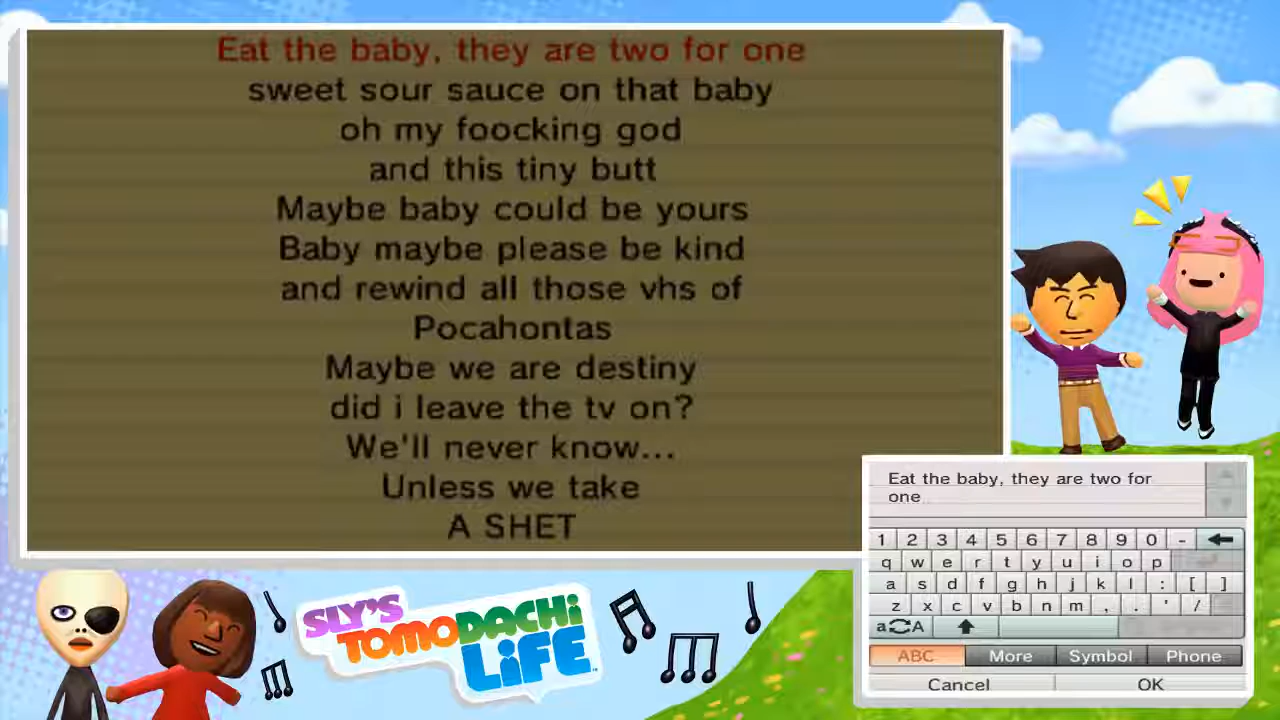 Eat the baby, they are two for one
sweet sour sauce on that baby
oh my foocking god
and this tiny butt
Maybe baby could be yours
Baby maybe please be kind
and rewind all those vhs of
Pocahontas
Maybe we are destiny
did i leave the tv on?
We'll never know...
Unless we take
A SHET
Eat the baby, they are two for
one
1 2 3 4 5 6 7 8 9 0 -
q w e r t y u i o p
a s d f g h j k l : [ ]
z x c v b n m , . ' /
a A
ABC More Symbol Phone
Cancel OK
SLY'S
TOMODACHi
LiFE